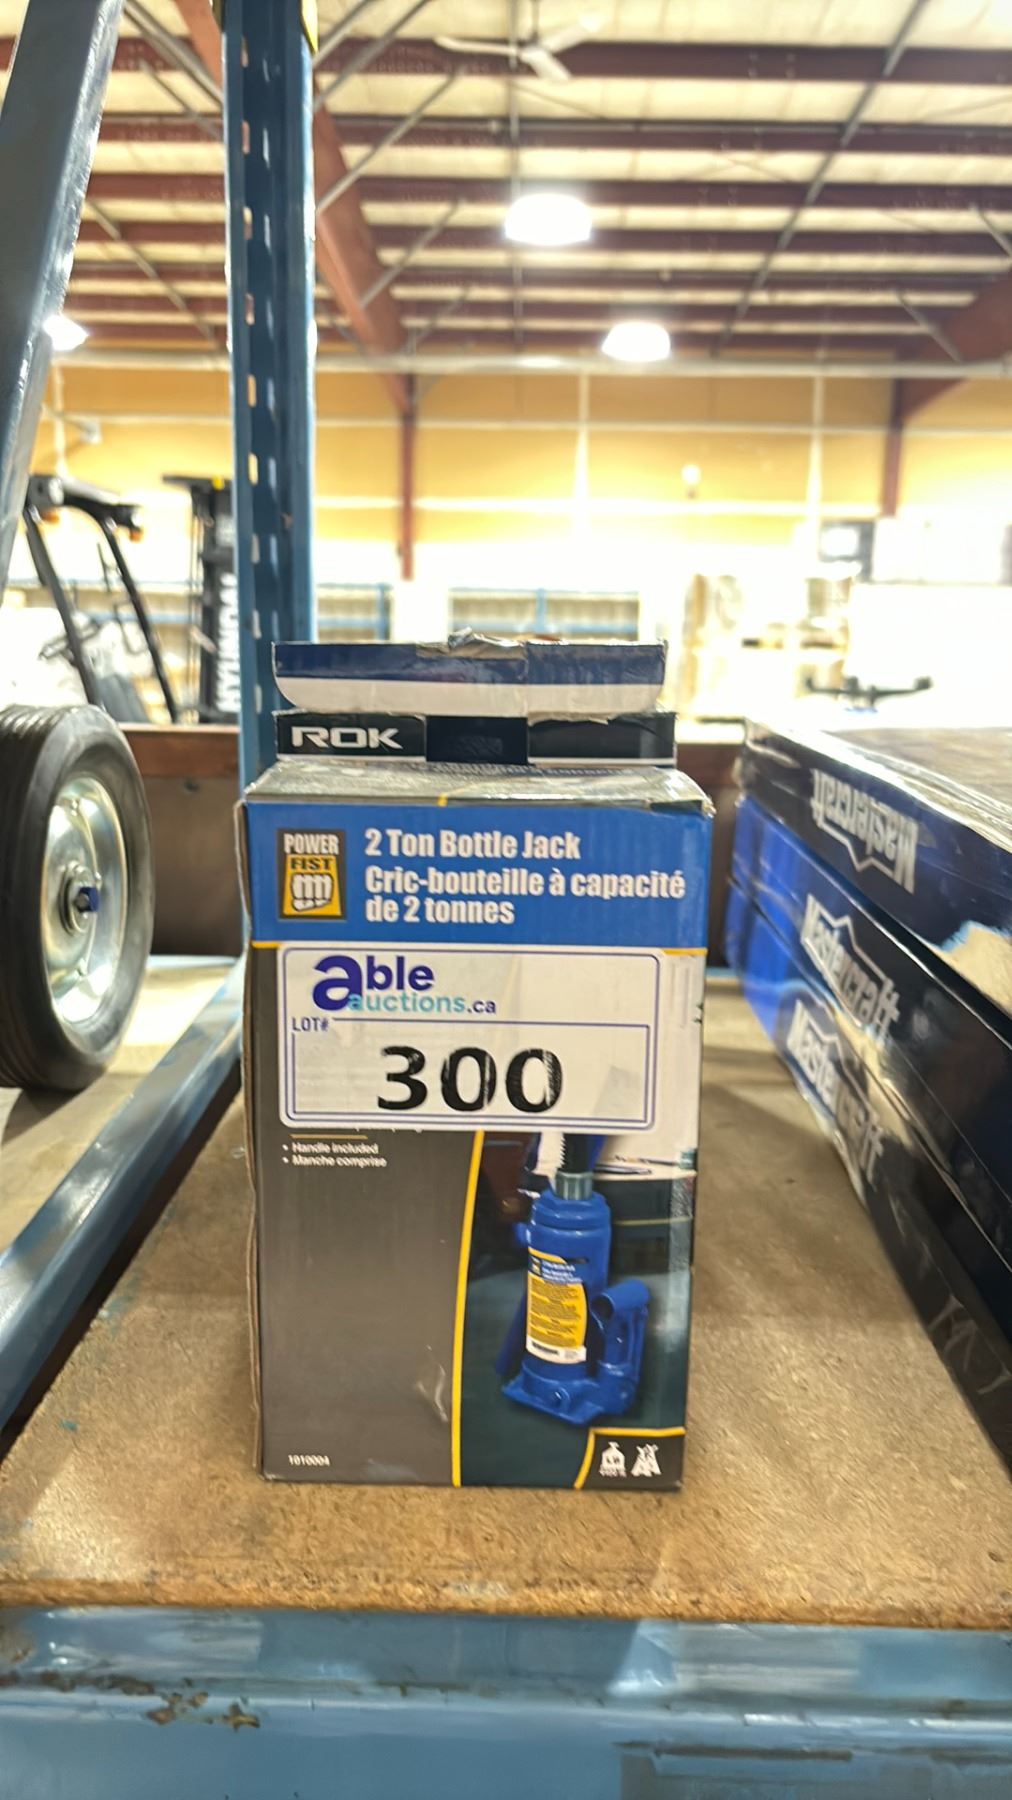 ROK
POWER
FIST
2 Ton Bottle Jack
Cric-bouteille à capacité
de 2 tonnes
able
auctions.ca
LOT#
300
• Handle included
• Manche comprise
1010004
Mastercraft
Mastercraft
Mastercraft
HYUNDAI